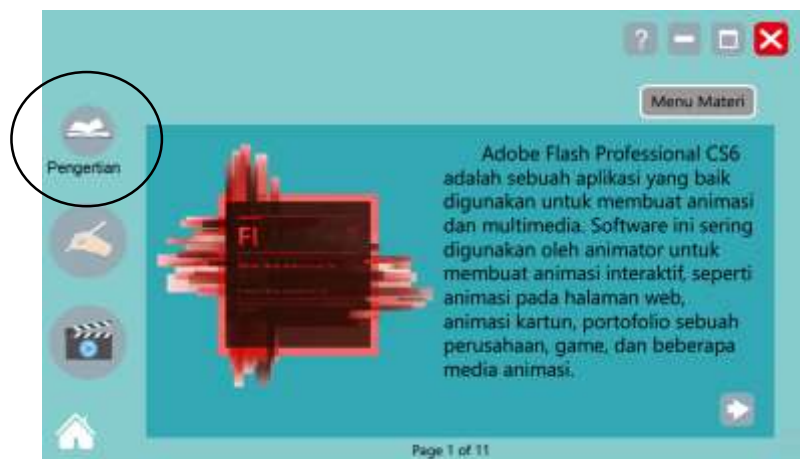 ?
Menu Materi
Pengertian
Fl
Adobe Flash Professional CS6
adalah sebuah aplikasi yang baik
digunakan untuk membuat animasi
dan multimedia. Software ini sering
digunakan oleh animator untuk
membuat animasi interaktif, seperti
animasi pada halaman web,
animasi kartun, portofolio sebuah
perusahaan, game, dan beberapa
media animasi.
Page 1 of 11